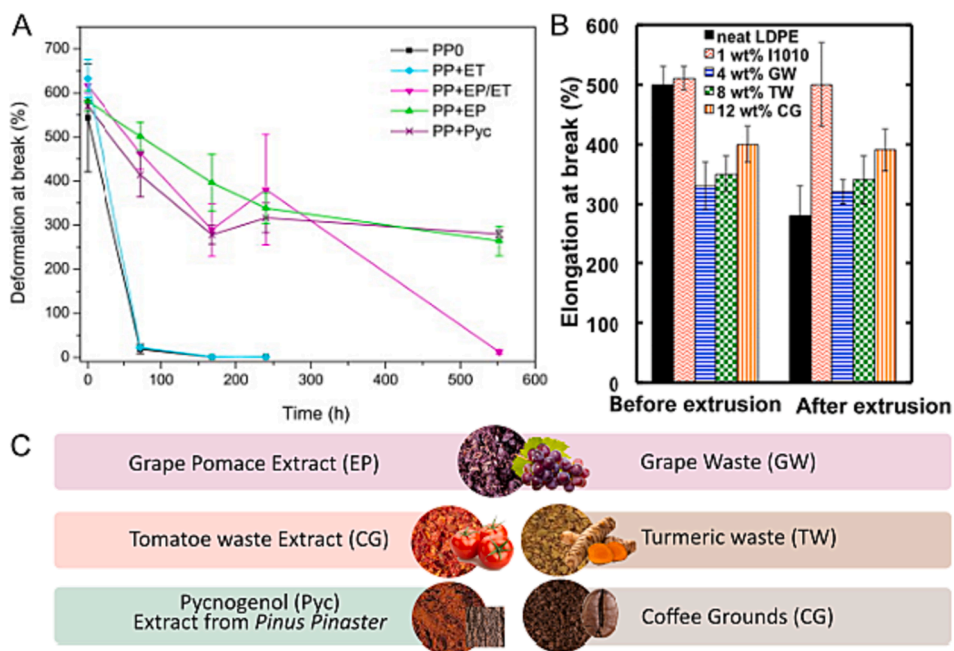 A
Deformation at break (%)
700
600
500
400
300
200
100
0
PP0
PP+ET
PP+EP/ET
PP+EP
PP+Pyc
0 100 200 300 400 500 600
Time (h)
B
Elongation at break (%)
600
500
400
300
200
100
0
neat LDPE
1 wt% I1010
4 wt% GW
8 wt% TW
12 wt% CG
Before extrusion After extrusion
C
Grape Pomace Extract (EP)
Grape Waste (GW)
Tomatoe waste Extract (CG)
Turmeric waste (TW)
Pycnogenol (Pyc)
Extract from Pinus Pinaster
Coffee Grounds (CG)